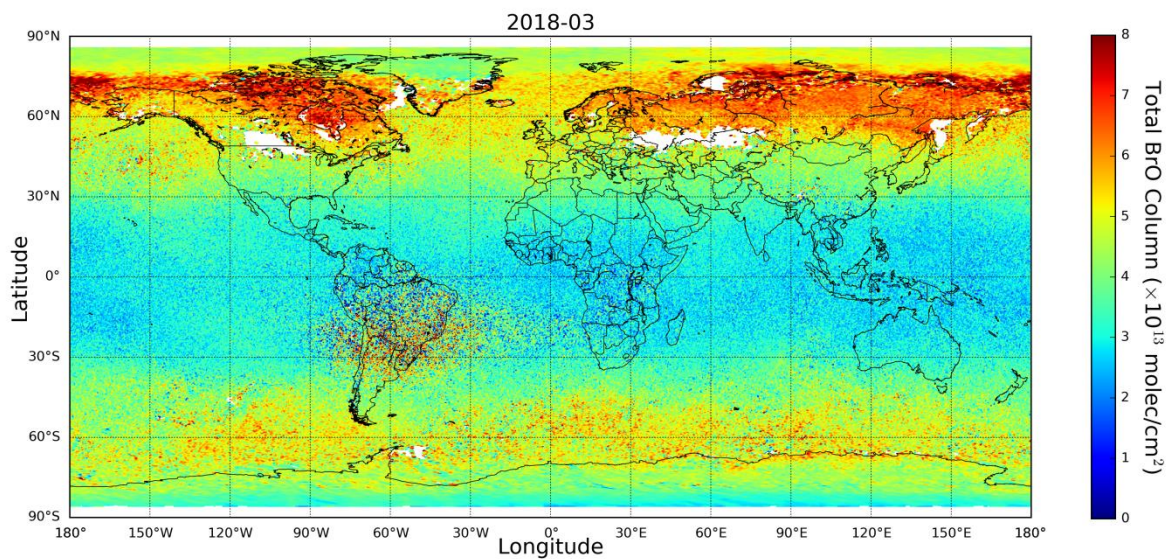 2018-03
90°N
60°N
30°N
0°
30°S
60°S
90°S
Latitude
180°
150°W
120°W
90°W
60°W
30°W
0°
30°E
60°E
90°E
120°E
150°E
180°
Longitude
8
7
6
5
4
3
2
1
0
Total BrO Column (×10¹³ molec/cm²)